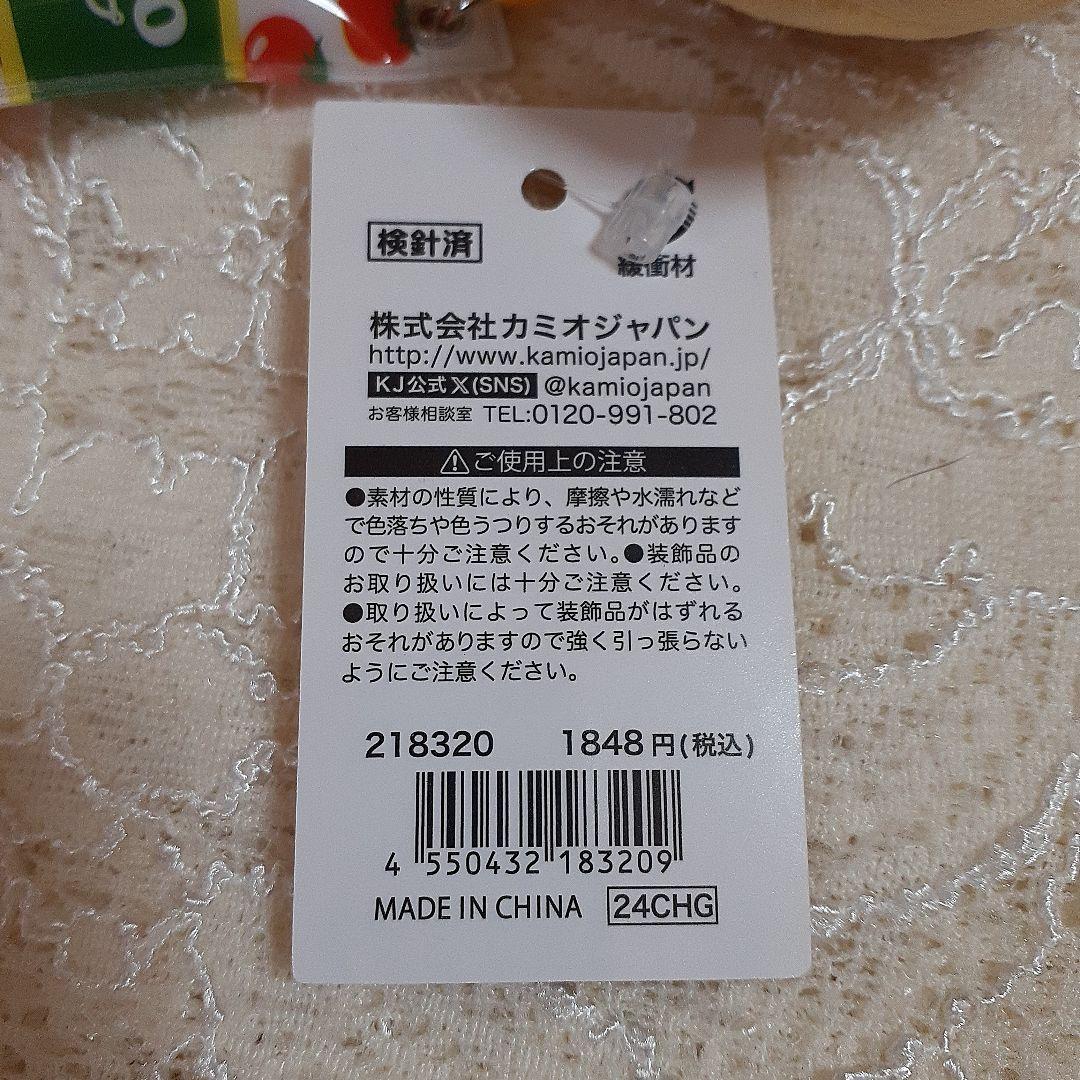 検針済
緩衝材
株式会社カミオジャパン
http://www.kamiojapan.jp/
KJ公式X(SNS) @kamiojapan
お客様相談室 TEL:0120-991-802
⚠ご使用上の注意
●素材の性質により、摩擦や水濡れなど
で色落ちや色うつりするおそれがあります
ので十分ご注意ください。●装飾品の
お取り扱いには十分ご注意ください。
●取り扱いによって装飾品がはずれる
おそれがありますので強く引っ張らない
ようにご注意ください。
218320 1848円(税込)
4 550432 183209
MADE IN CHINA 24CHG